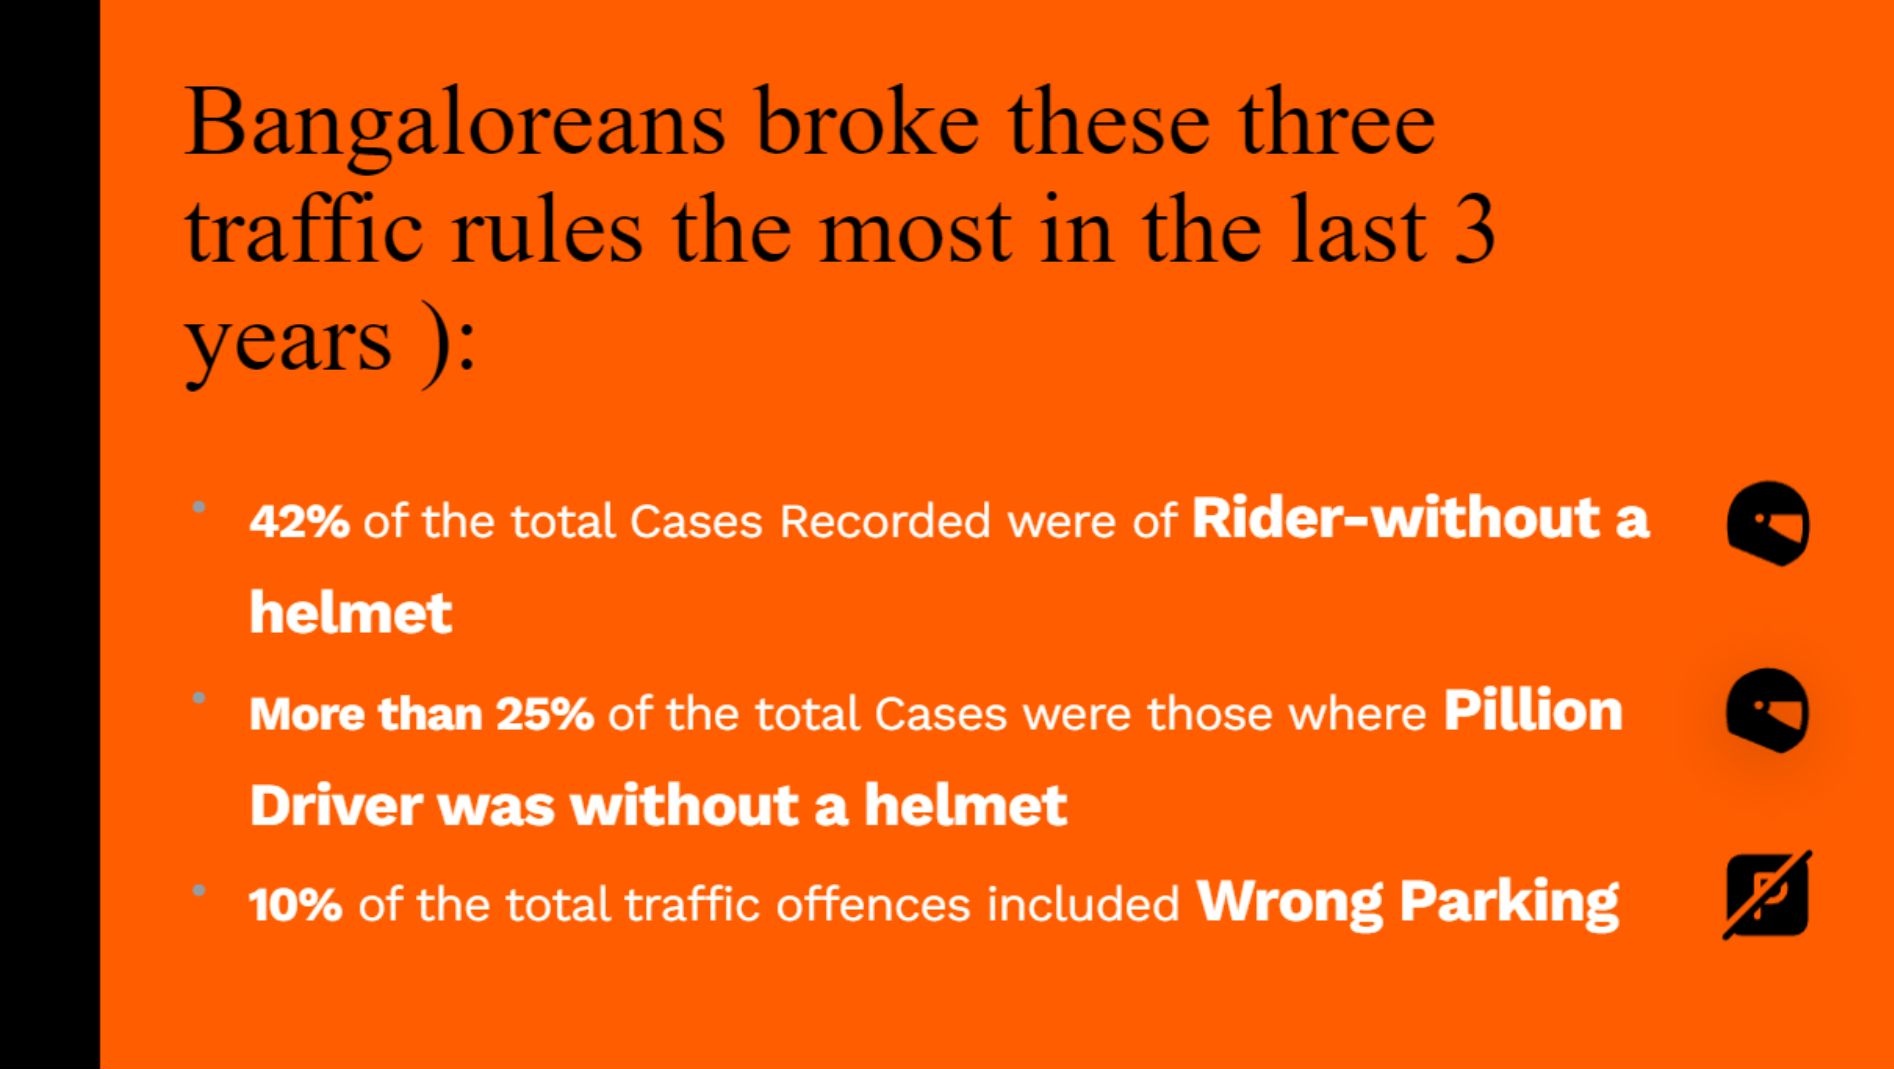 Bangaloreans broke these three
traffic rules the most in the last 3
years ):
42% of the total Cases Recorded were of Rider-without a
helmet
More than 25% of the total Cases were those where Pillion
Driver was without a helmet
10% of the total traffic offences included Wrong Parking
P